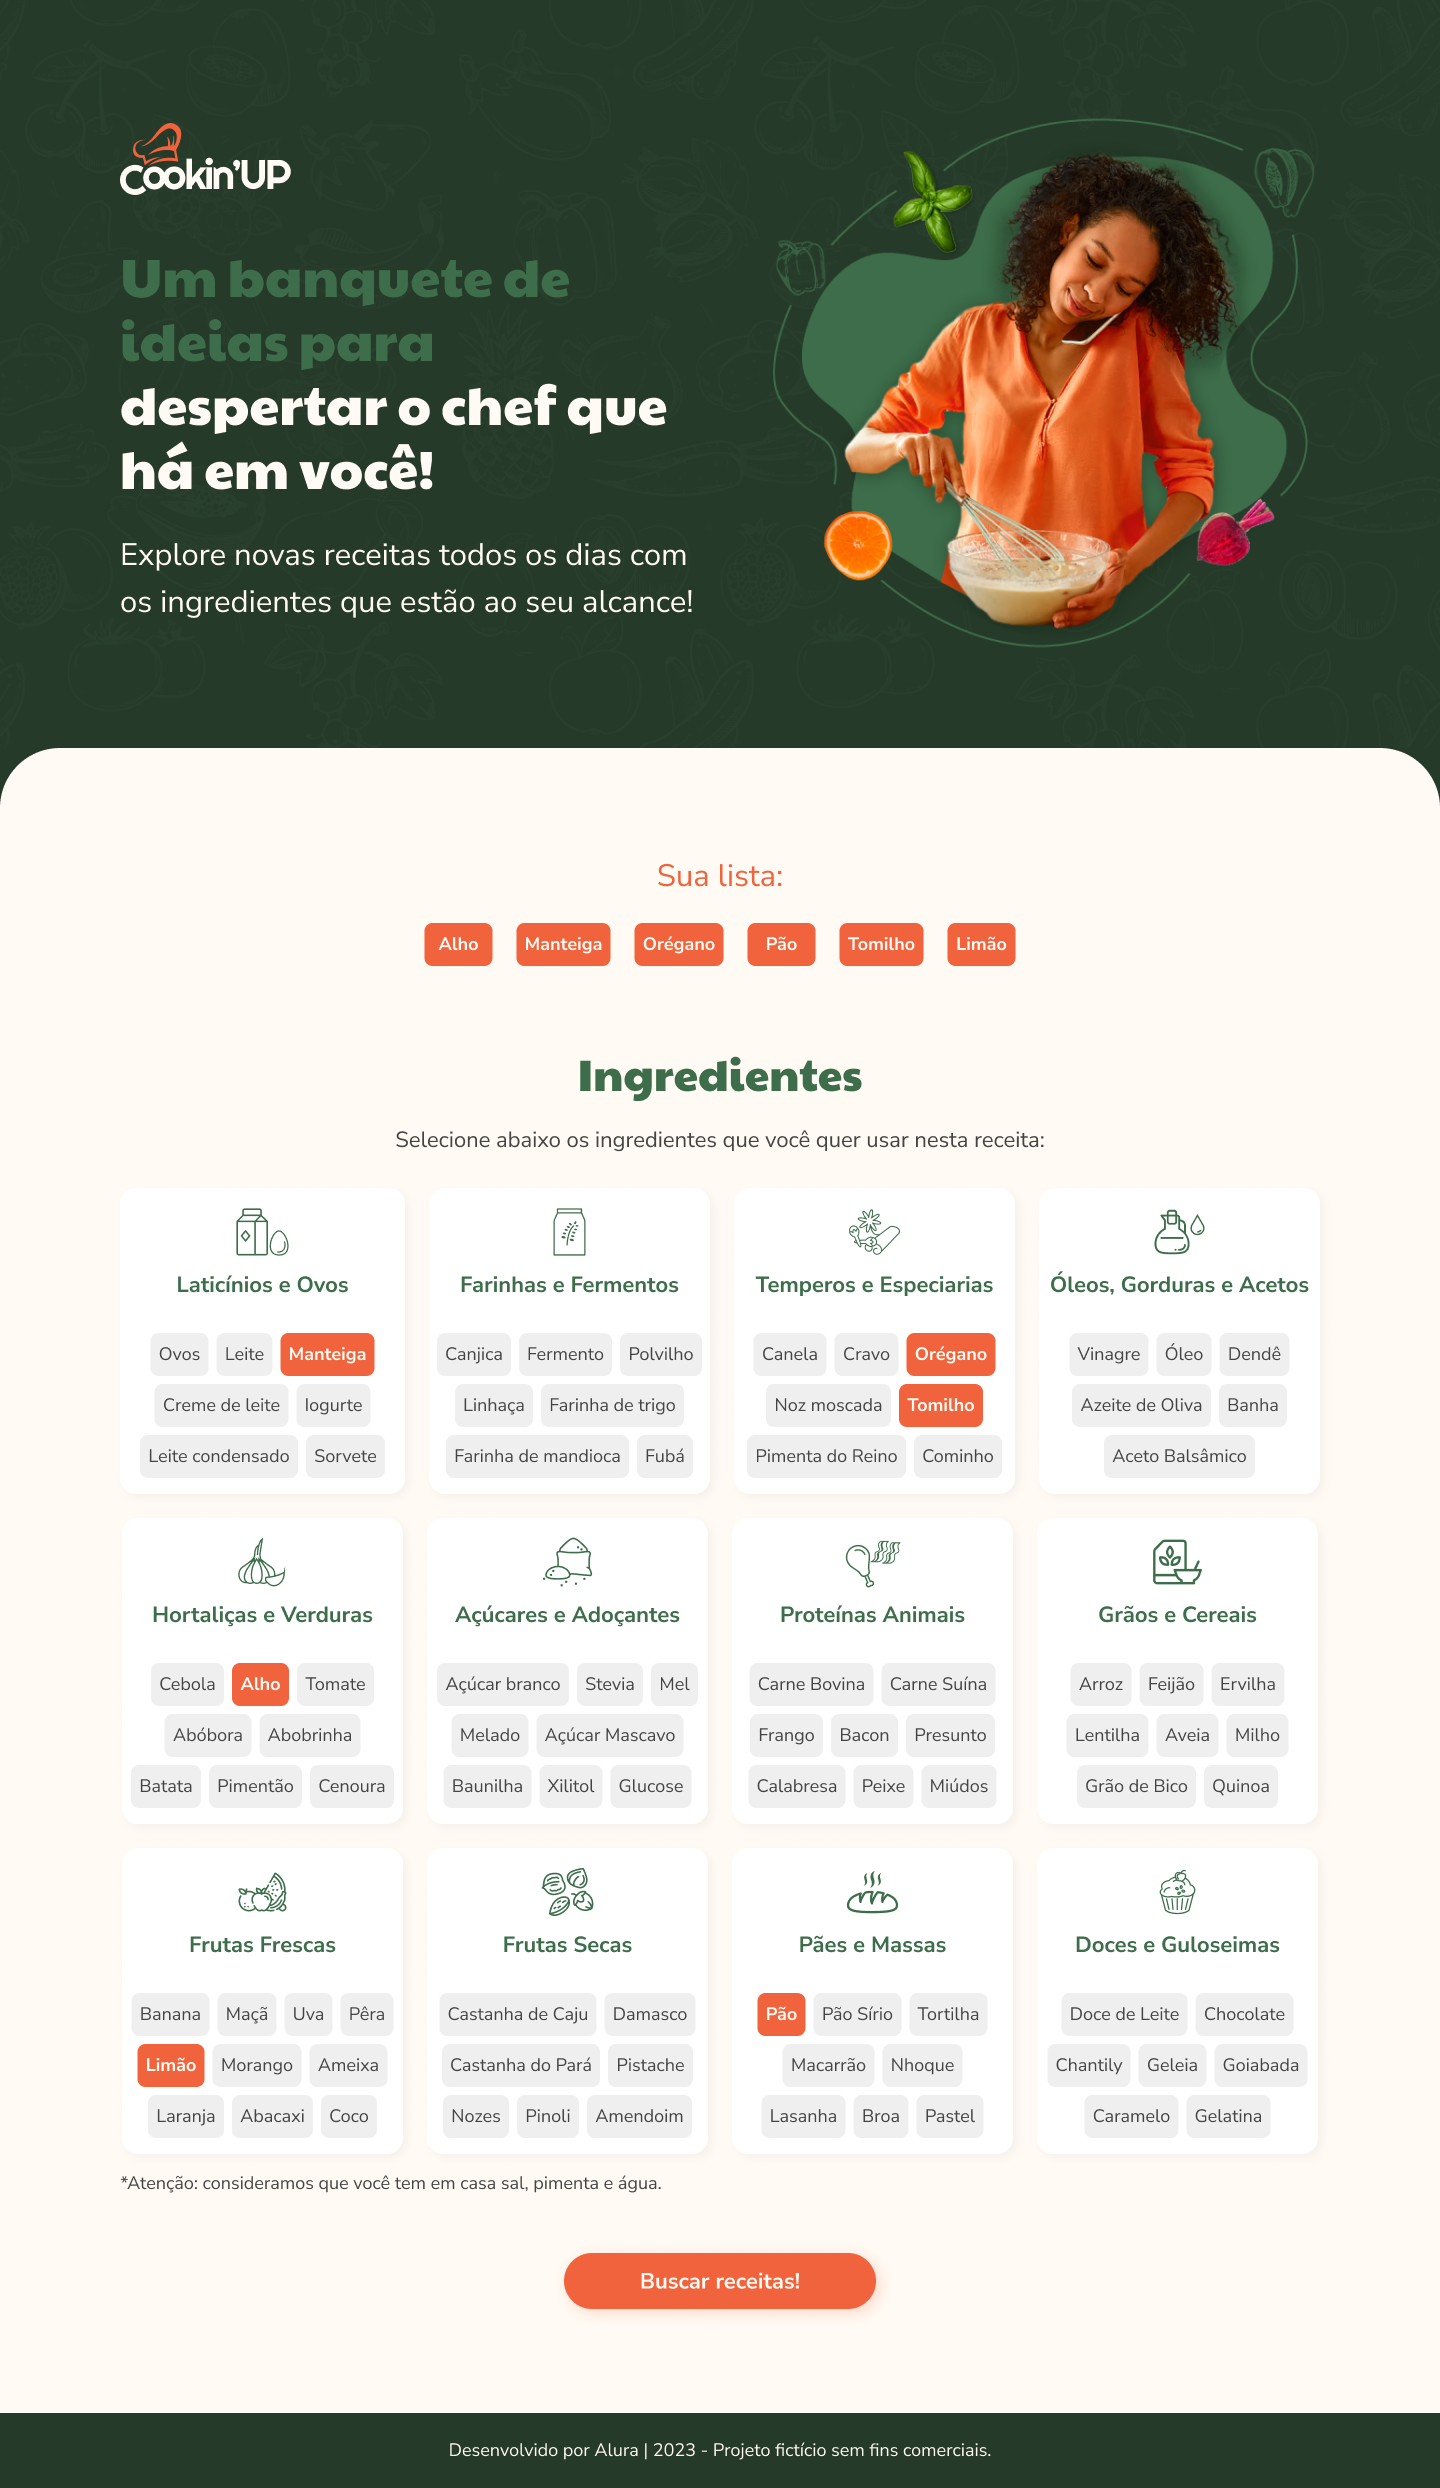 Cookin'UP
Um banquete de
ideias para
despertar o chef que
há em você!
Explore novas receitas todos os dias com
os ingredientes que estão ao seu alcance!
Sua lista:
Alho Manteiga Orégano Pão Tomilho Limão
Ingredientes
Selecione abaixo os ingredientes que você quer usar nesta receita:
Laticínios e Ovos
Ovos Leite Manteiga
Creme de leite Iogurte
Leite condensado Sorvete
Farinhas e Fermentos
Canjica Fermento Polvilho
Linhaça Farinha de trigo
Farinha de mandioca Fubá
Temperos e Especiarias
Canela Cravo Orégano
Noz moscada Tomilho
Pimenta do Reino Cominho
Óleos, Gorduras e Acetos
Vinagre Óleo Dendê
Azeite de Oliva Banha
Aceto Balsâmico
Hortaliças e Verduras
Cebola Alho Tomate
Abóbora Abobrinha
Batata Pimentão Cenoura
Açúcares e Adoçantes
Açúcar branco Stevia Mel
Melado Açúcar Mascavo
Baunilha Xilitol Glucose
Proteínas Animais
Carne Bovina Carne Suína
Frango Bacon Presunto
Calabresa Peixe Miúdos
Grãos e Cereais
Arroz Feijão Ervilha
Lentilha Aveia Milho
Grão de Bico Quinoa
Frutas Frescas
Banana Maçã Uva Pêra
Limão Morango Ameixa
Laranja Abacaxi Coco
Frutas Secas
Castanha de Caju Damasco
Castanha do Pará Pistache
Nozes Pinoli Amendoim
Pães e Massas
Pão Pão Sírio Tortilha
Macarrão Nhoque
Lasanha Broa Pastel
Doces e Guloseimas
Doce de Leite Chocolate
Chantily Geleia Goiabada
Caramelo Gelatina
*Atenção: consideramos que você tem em casa sal, pimenta e água.
Buscar receitas!
Desenvolvido por Alura | 2023 - Projeto fictício sem fins comerciais.